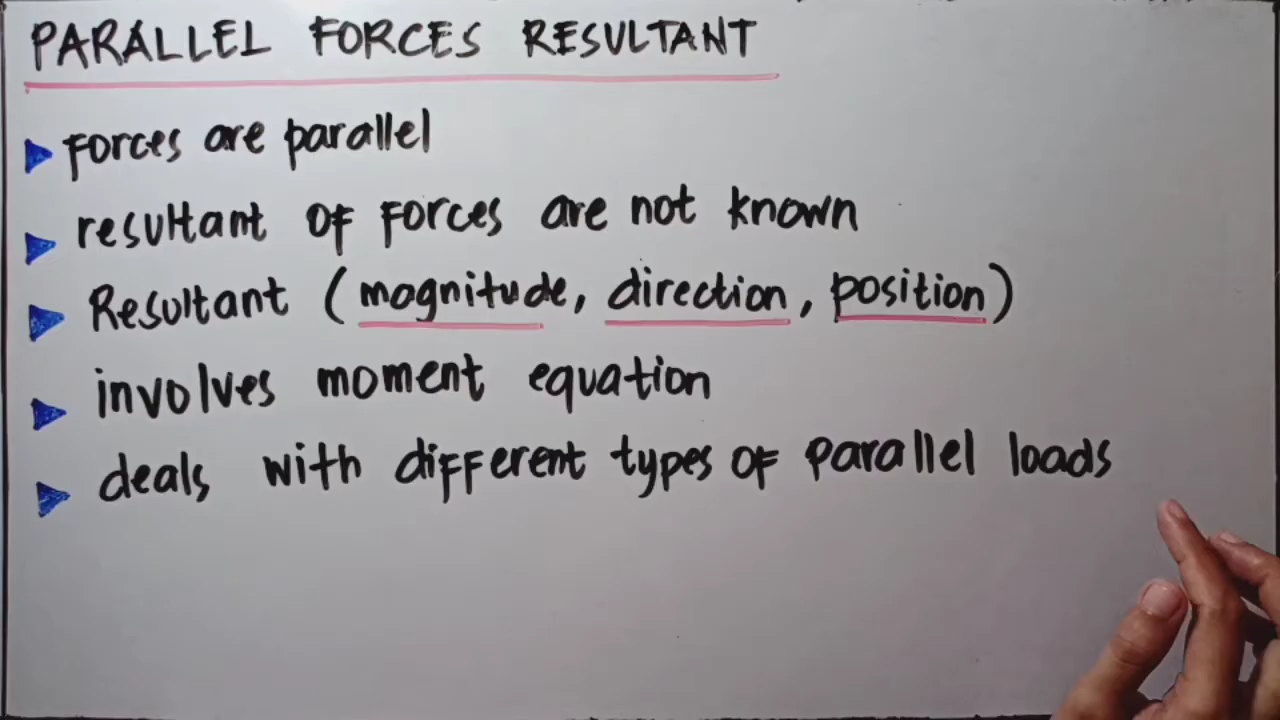 PARALLEL FORCES RESULTANT
Forces are parallel
resultant of forces are not known
Resultant (magnitude, direction, position)
involves moment equation
deals with different types of parallel loads